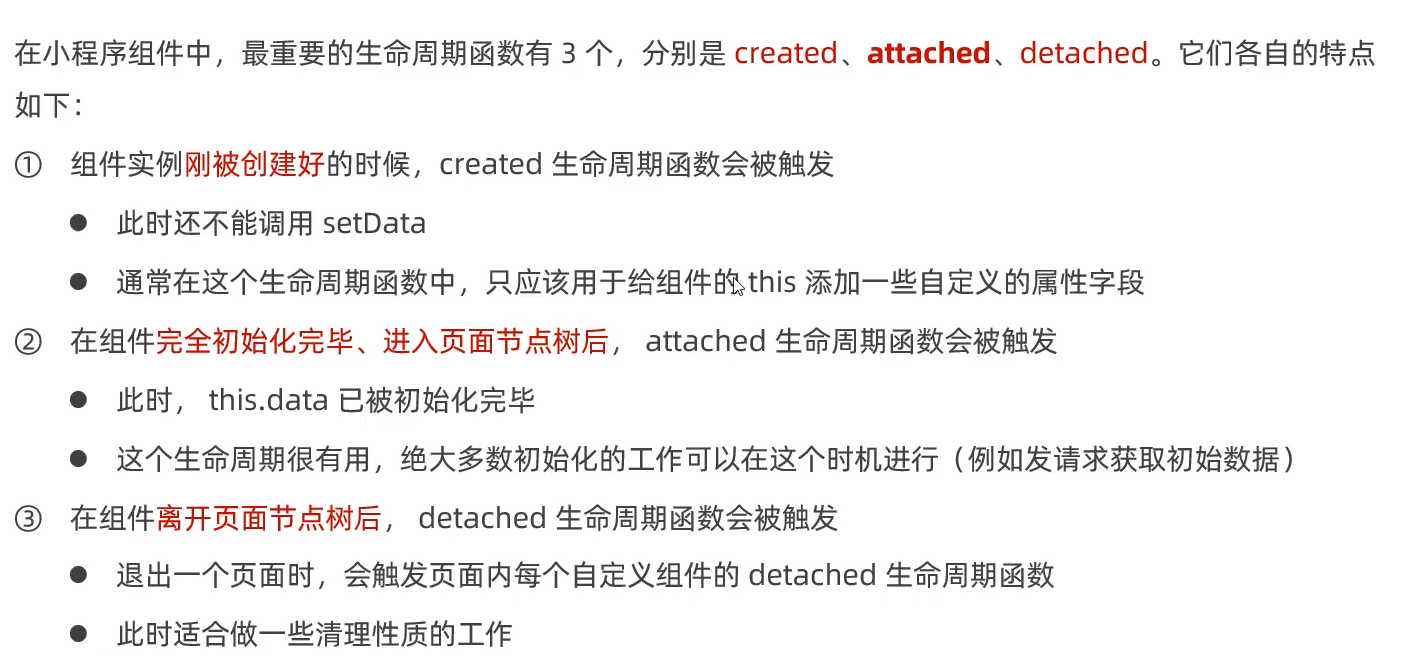 在小程序组件中，最重要的生命周期函数有 3 个，分别是 created、attached、detached。它们各自的特点
如下：
① 组件实例刚被创建好的时候，created 生命周期函数会被触发
● 此时还不能调用 setData
● 通常在这个生命周期函数中，只应该用于给组件的 this 添加一些自定义的属性字段
② 在组件完全初始化完毕、进入页面节点树后， attached 生命周期函数会被触发
● 此时， this.data 已被初始化完毕
● 这个生命周期很有用，绝大多数初始化的工作可以在这个时机进行（例如发请求获取初始数据）
③ 在组件离开页面节点树后， detached 生命周期函数会被触发
● 退出一个页面时，会触发页面内每个自定义组件的 detached 生命周期函数
● 此时适合做一些清理性质的工作